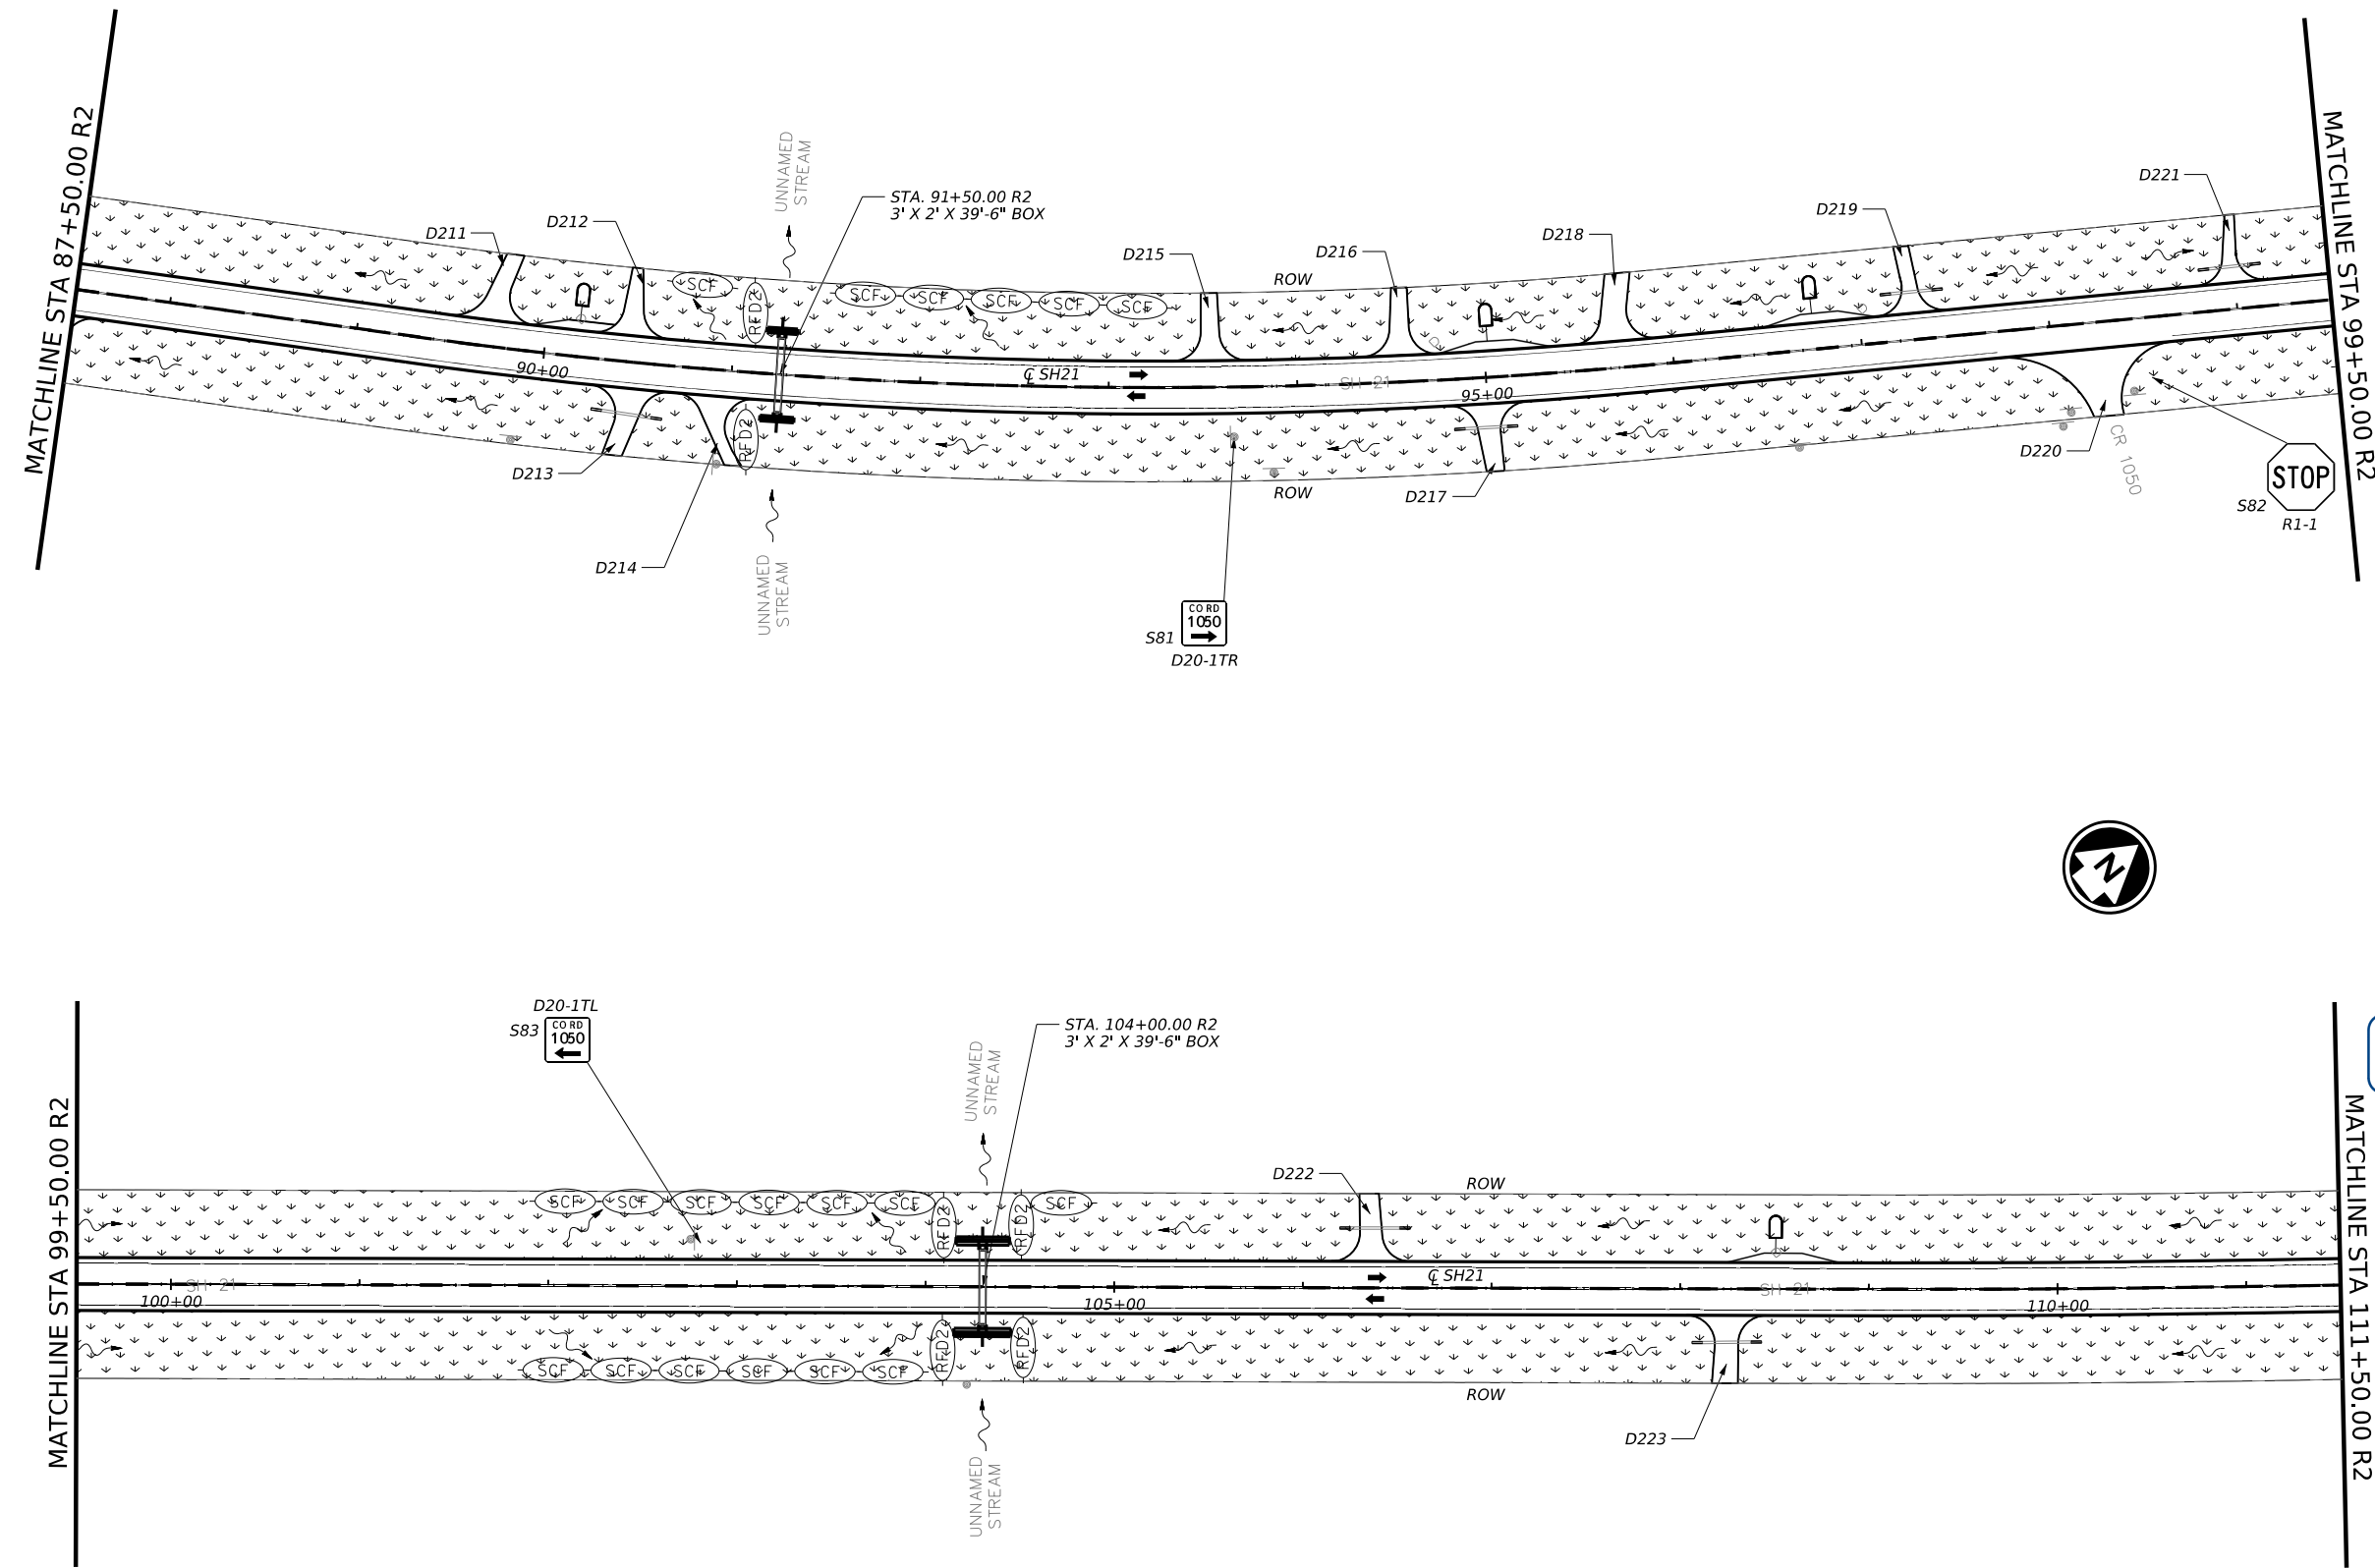 MATCHLINE STA 87+50.00 R2
UNNAMED
STREAM
STA. 91+50.00 R2
3' X 2' X 39'-6" BOX
D211
D212
D215
D216
D218
D219
D221
MATCHLINE STA 99+50.00 R2
SCF
RFD2
SCF
SCF
SCF
SCF
SCF
ROW
90+00
℄ SH21
SH 21
95+00
D213
RFD2
D214
UNNAMED
STREAM
ROW
D217
D220
CR 1050
STOP
S82
R1-1
CO RD
1050
S81
D20-1TR
N
MATCHLINE STA 99+50.00 R2
D20-1TL
S83
CO RD
1050
UNNAMED
STREAM
STA. 104+00.00 R2
3' X 2' X 39'-6" BOX
D222
ROW
SCF
SCF
SCF
SCF
SCF
SCF
RFD2
RFD2
SCF
SH 21
100+00
105+00
℄ SH21
SH 21
110+00
SCF
SCF
SCF
SCF
SCF
SCF
RFD2
RFD2
ROW
D223
UNNAMED
STREAM
MATCHLINE STA 111+50.00 R2